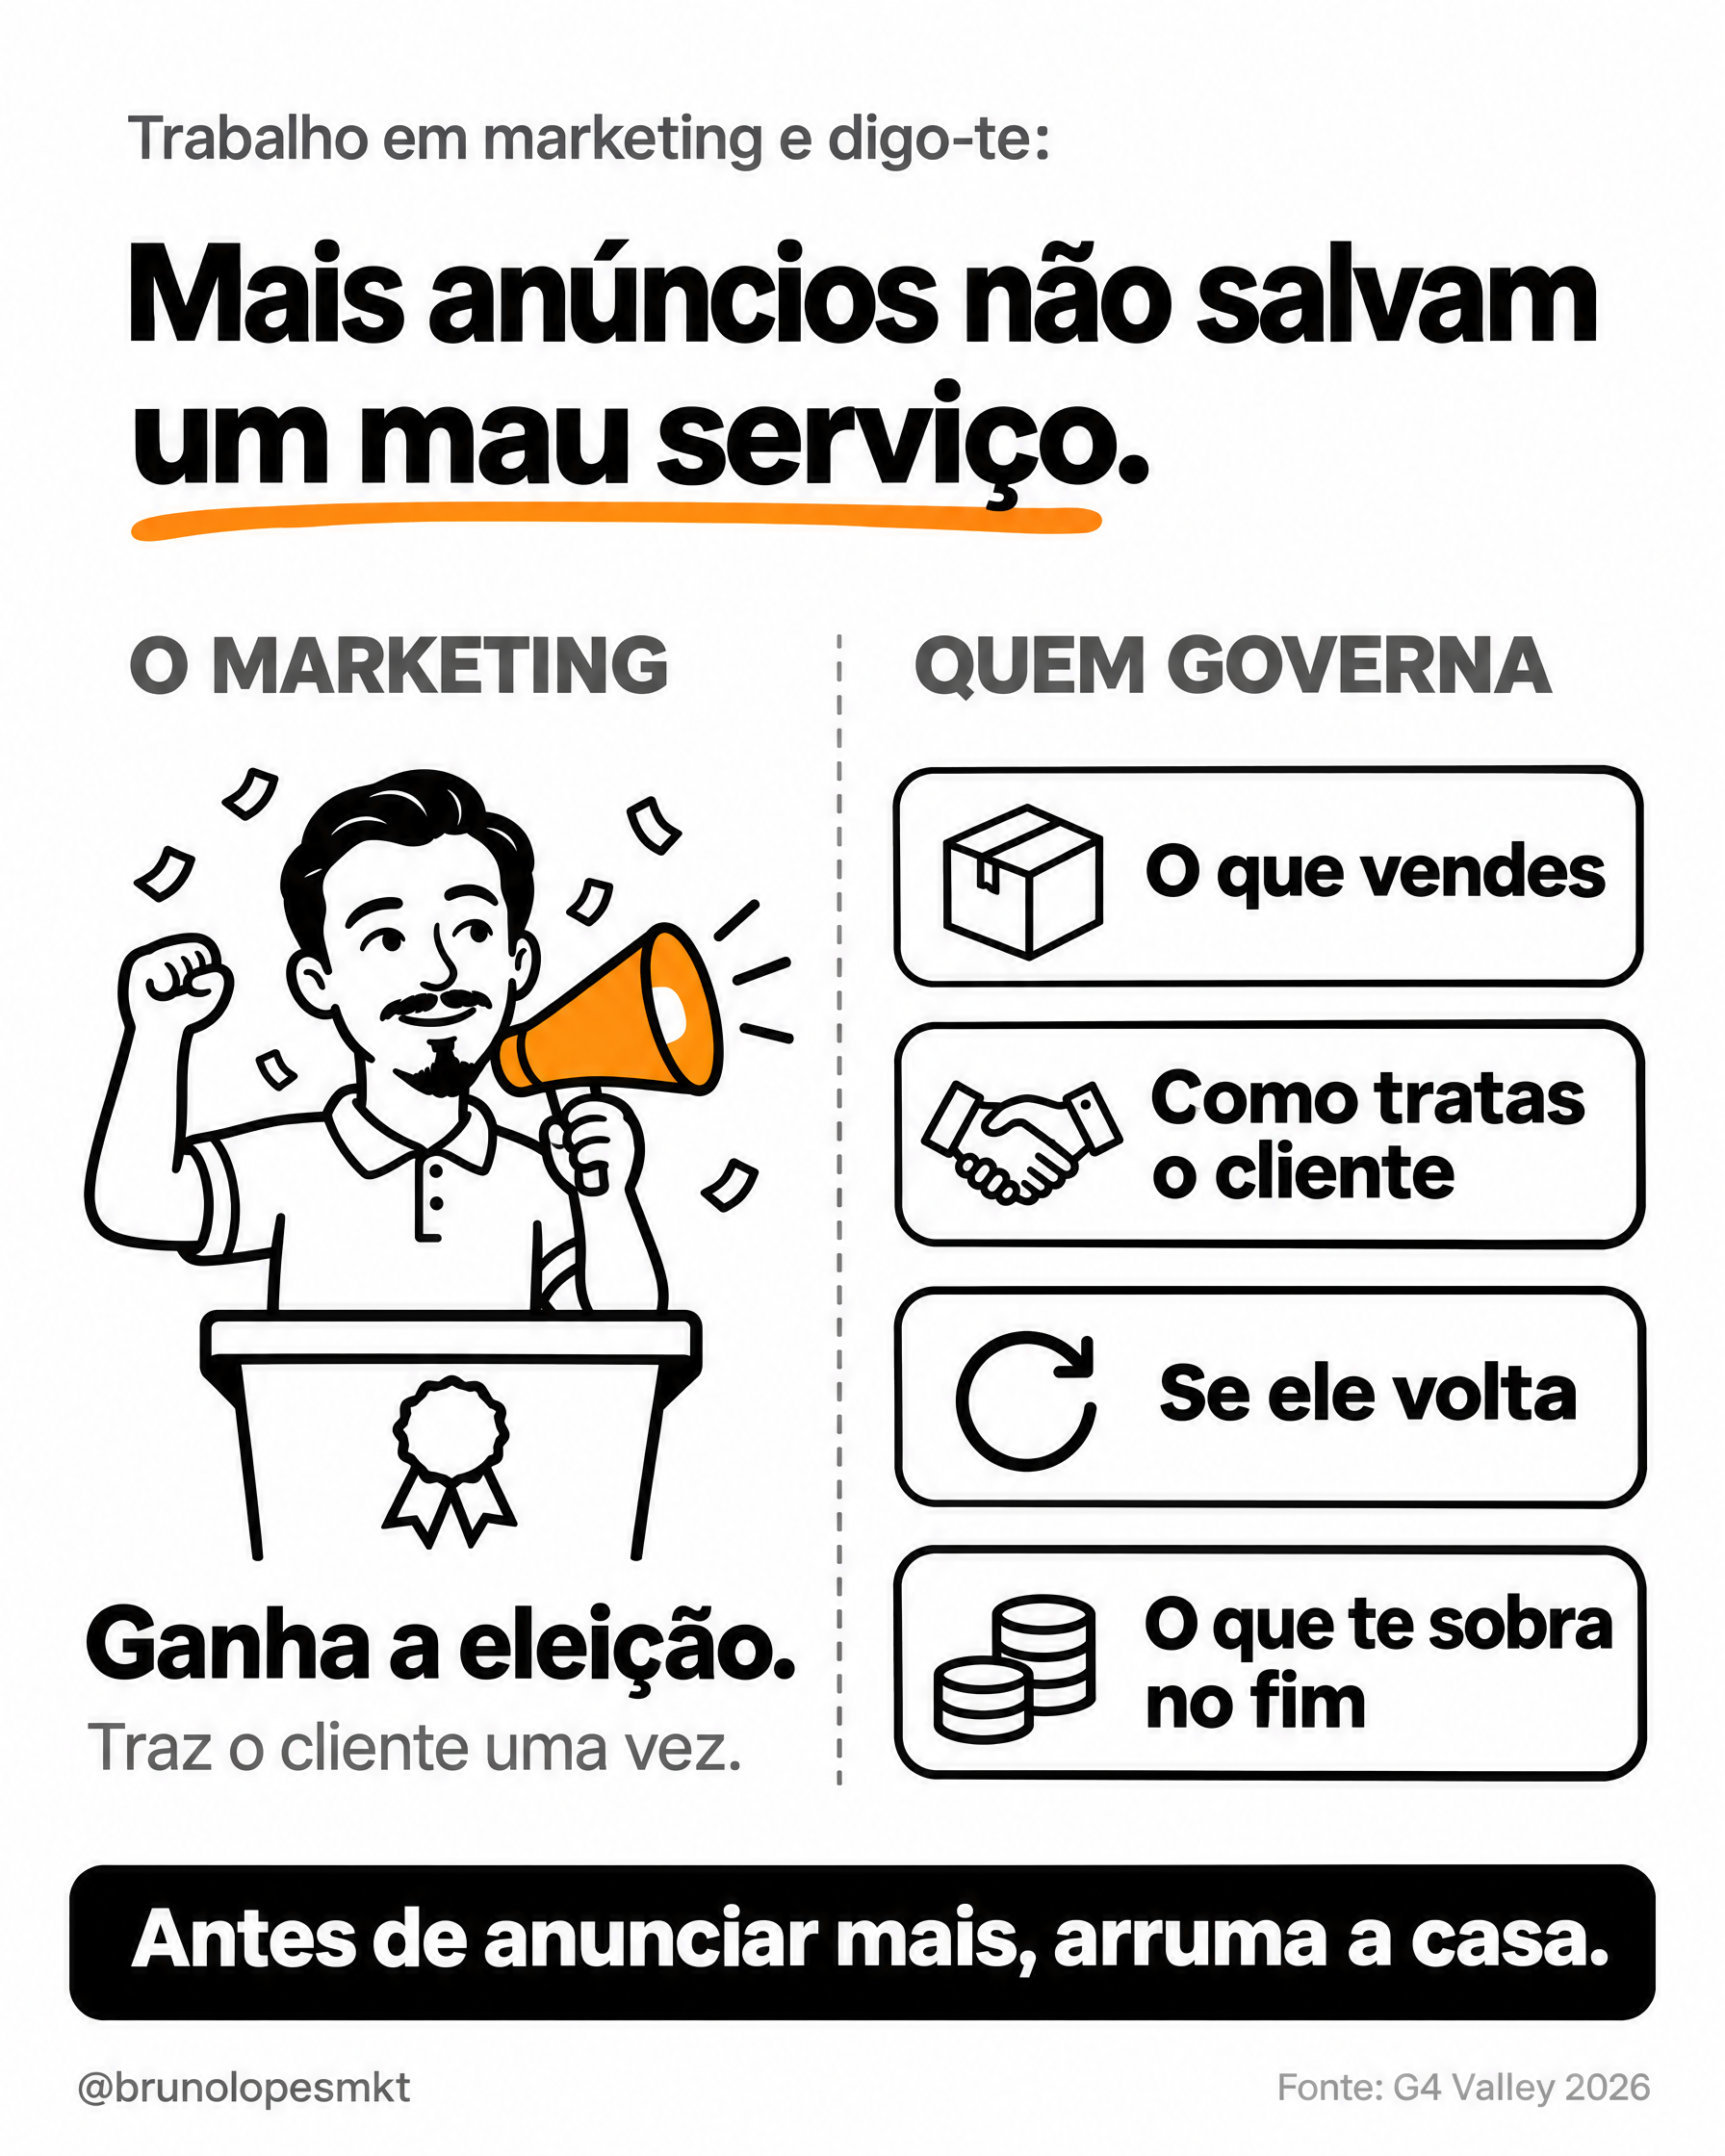 Trabalho em marketing e digo-te:
Mais anúncios não salvam
um mau serviço.
O MARKETING
Ganha a eleição.
Traz o cliente uma vez.
QUEM GOVERNA
O que vendes
Como tratas
o cliente
Se ele volta
O que te sobra
no fim
Antes de anunciar mais, arruma a casa.
@brunolopesmkt
Fonte: G4 Valley 2026